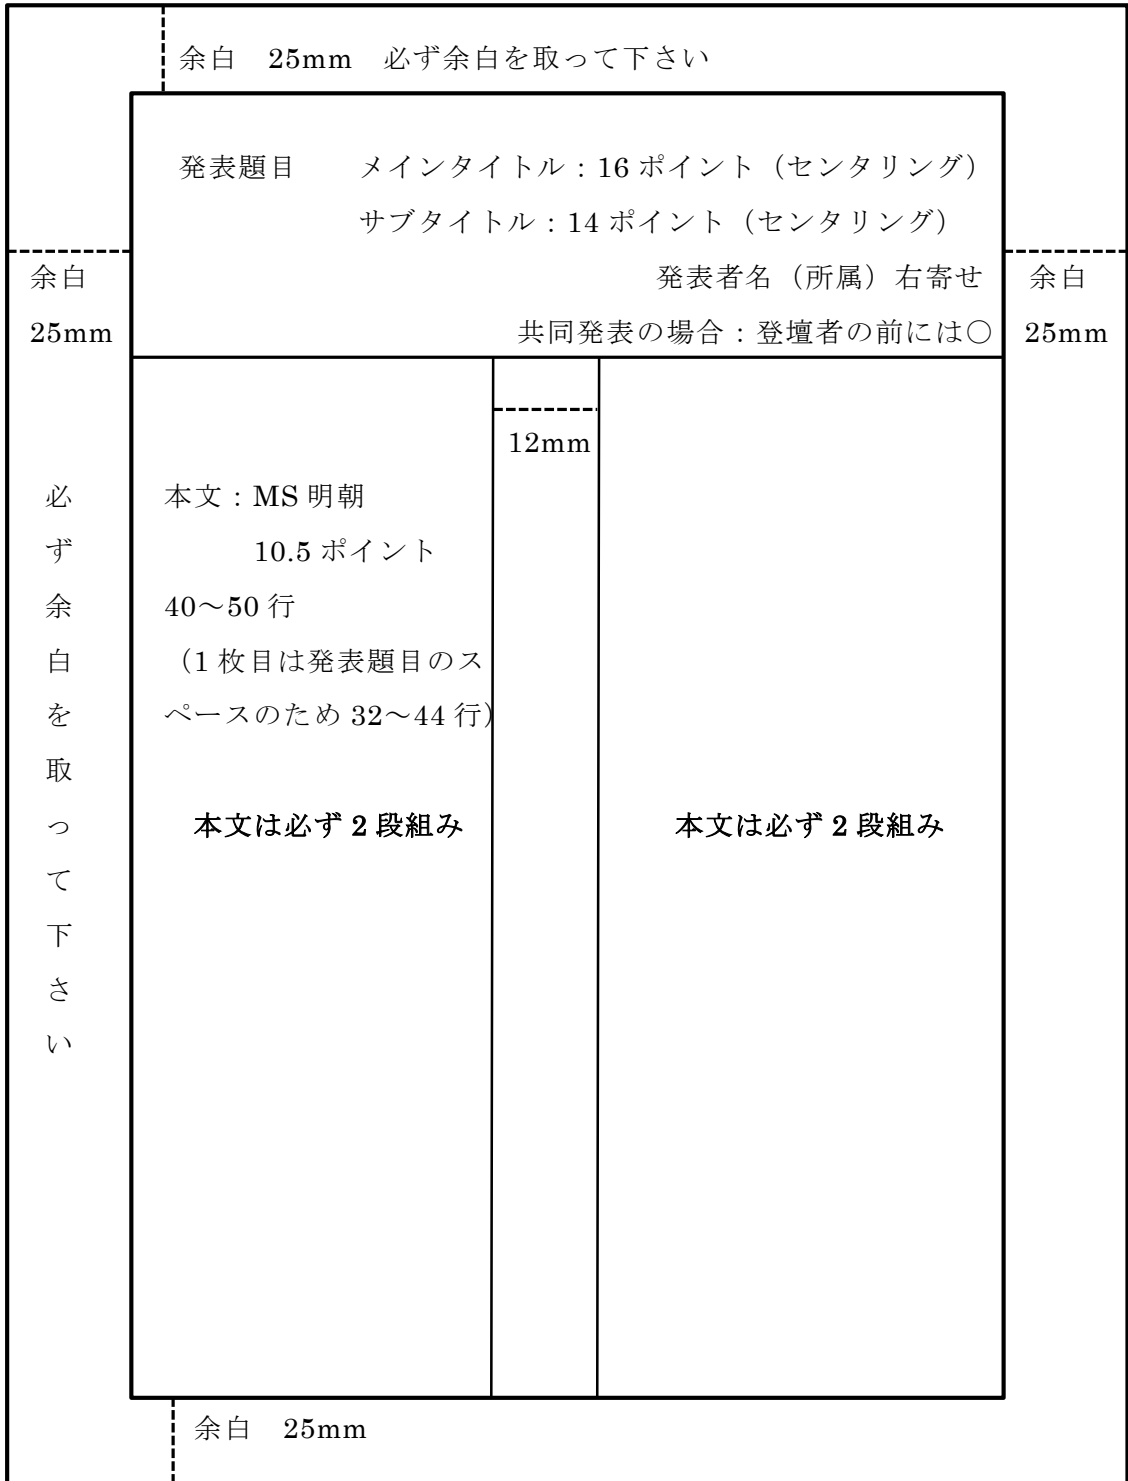 余白　25mm　必ず余白を取って下さい
発表題目　　メインタイトル：16 ポイント（センタリング）
サブタイトル：14 ポイント（センタリング）
発表者名（所属）右寄せ
共同発表の場合：登壇者の前には○
余白
25mm
必ず余白を取って下さい
余白
25mm
12mm
本文：MS 明朝
10.5 ポイント
40～50 行
（1 枚目は発表題目のス
ペースのため 32～44 行）
本文は必ず 2 段組み
本文は必ず 2 段組み
余白　25mm